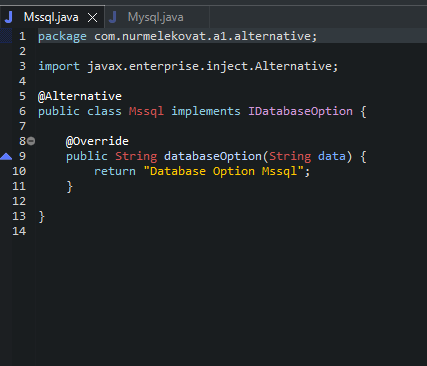 Mssql.java Mysql.java
1 package com.nurmelekovat.a1.alternative;
2
3 import javax.enterprise.inject.Alternative;
4
5 @Alternative
6 public class Mssql implements IDatabaseOption {
7
8 @Override
9 public String databaseOption(String data) {
10 return "Database Option Mssql";
11 }
12
13 }
14